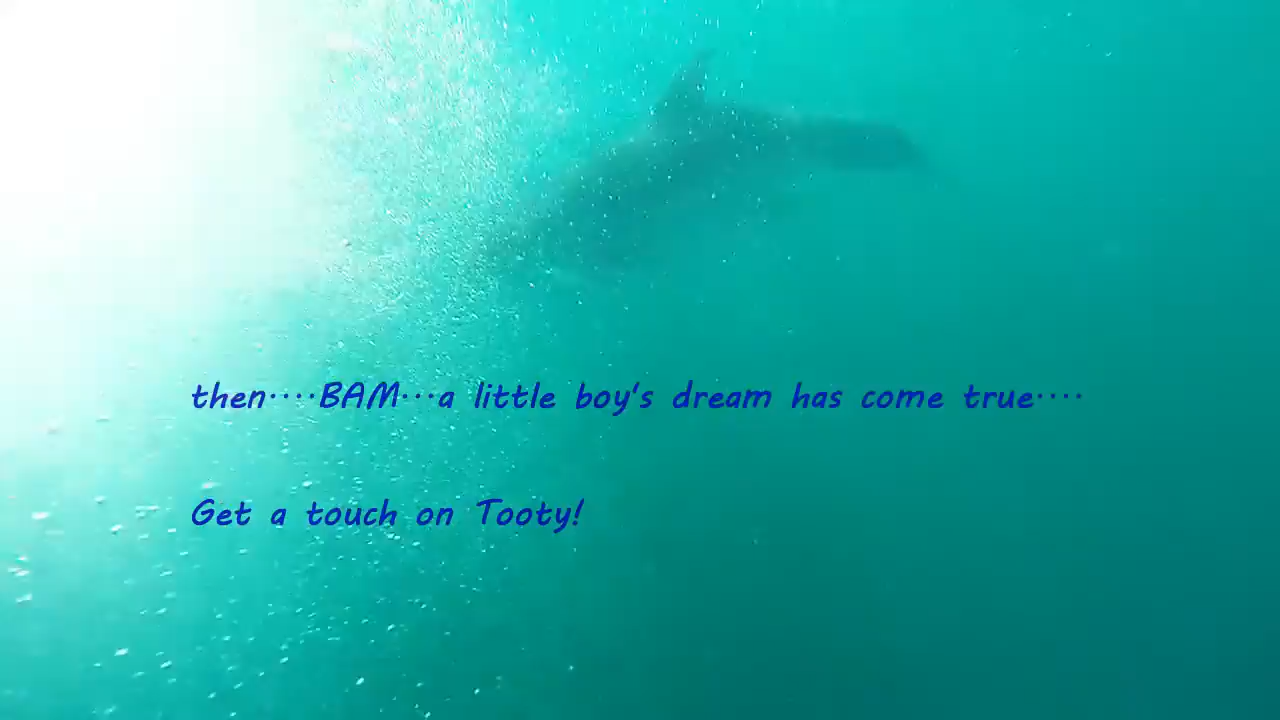 then····BAM···a little boy's dream has come true····
Get a touch on Tooty!